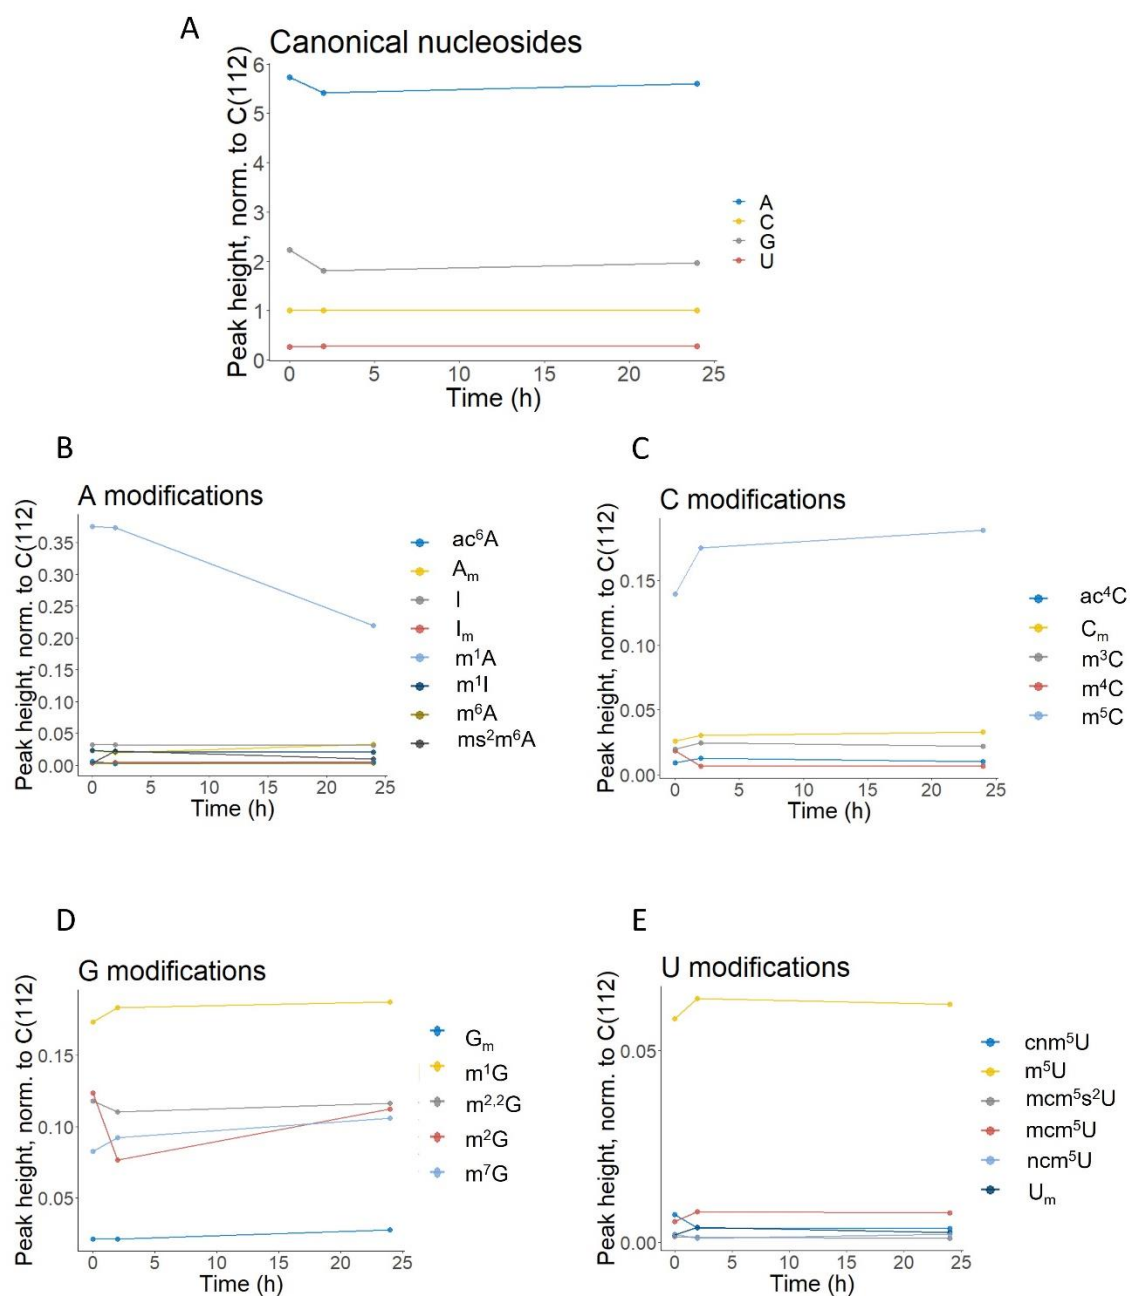 A
Canonical nucleosides
Peak height, norm. to C(112)
6
5
4
3
2
1
0
0 5 10 15 20 25
Time (h)
A
C
G
U
B
A modifications
Peak height, norm. to C(112)
0.35
0.30
0.25
0.20
0.15
0.10
0.05
0.00
0 5 10 15 20 25
Time (h)
ac⁶A
Aₘ
I
Iₘ
m¹A
m¹I
m⁶A
ms²m⁶A
C
C modifications
Peak height, norm. to C(112)
0.15
0.10
0.05
0.00
0 5 10 15 20 25
Time (h)
ac⁴C
Cₘ
m³C
m⁴C
m⁵C
D
G modifications
Peak height, norm. to C(112)
0.15
0.10
0.05
0 5 10 15 20 25
Time (h)
Gₘ
m¹G
m²,²G
m²G
m⁷G
E
U modifications
Peak height, norm. to C(112)
0.05
0.00
0 5 10 15 20 25
Time (h)
cnm⁵U
m⁵U
mcm⁵s²U
mcm⁵U
ncm⁵U
Uₘ